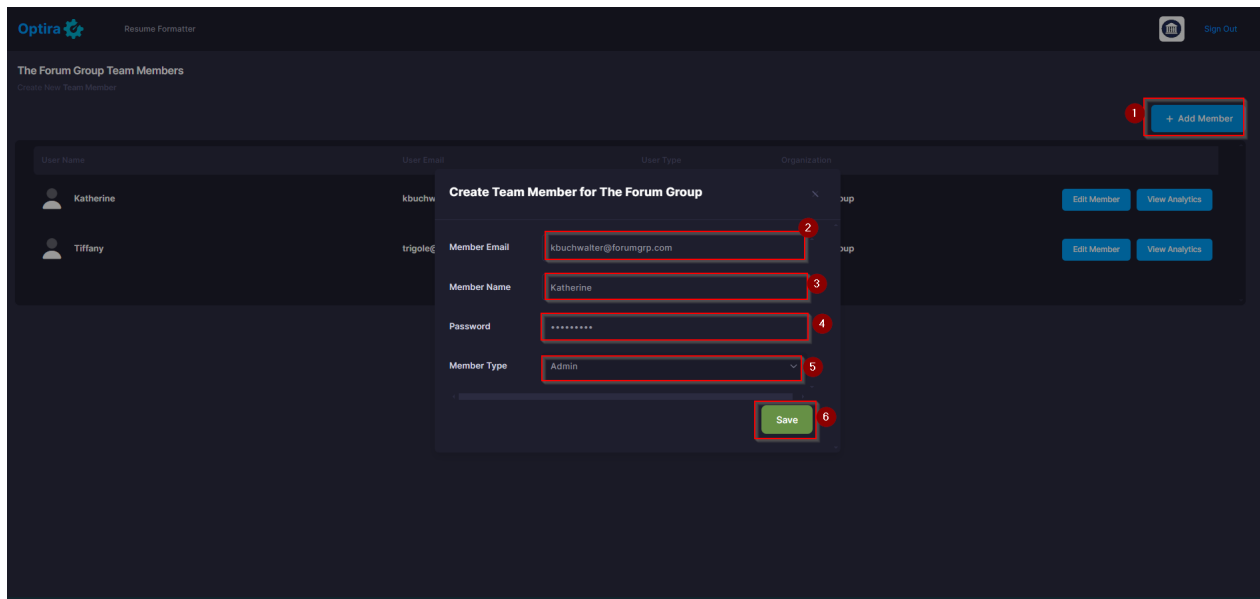 Optira
Resume Formatter
Sign Out
The Forum Group Team Members
Create New Team Member
1
+ Add Member
User Name
User Email
User Type
Organization
Create Team Member for The Forum Group
Katherine
kbuchw
oup
Edit Member
View Analytics
2
Member Email
kbuchwalter@forumgrp.com
Tiffany
trigole@
oup
Edit Member
View Analytics
Member Name
Katherine
3
Password
•••••••••
4
Member Type
Admin
5
Save
6